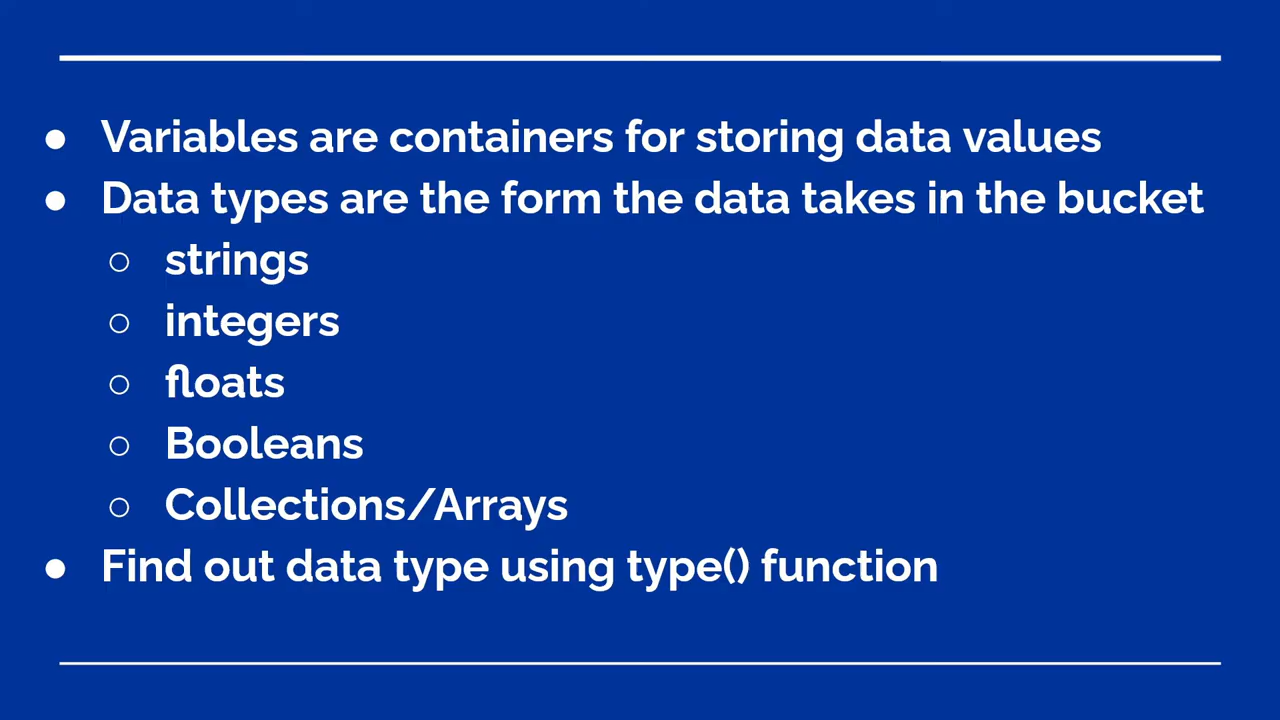 ● Variables are containers for storing data values
● Data types are the form the data takes in the bucket
○ strings
○ integers
○ floats
○ Booleans
○ Collections/Arrays
● Find out data type using type() function